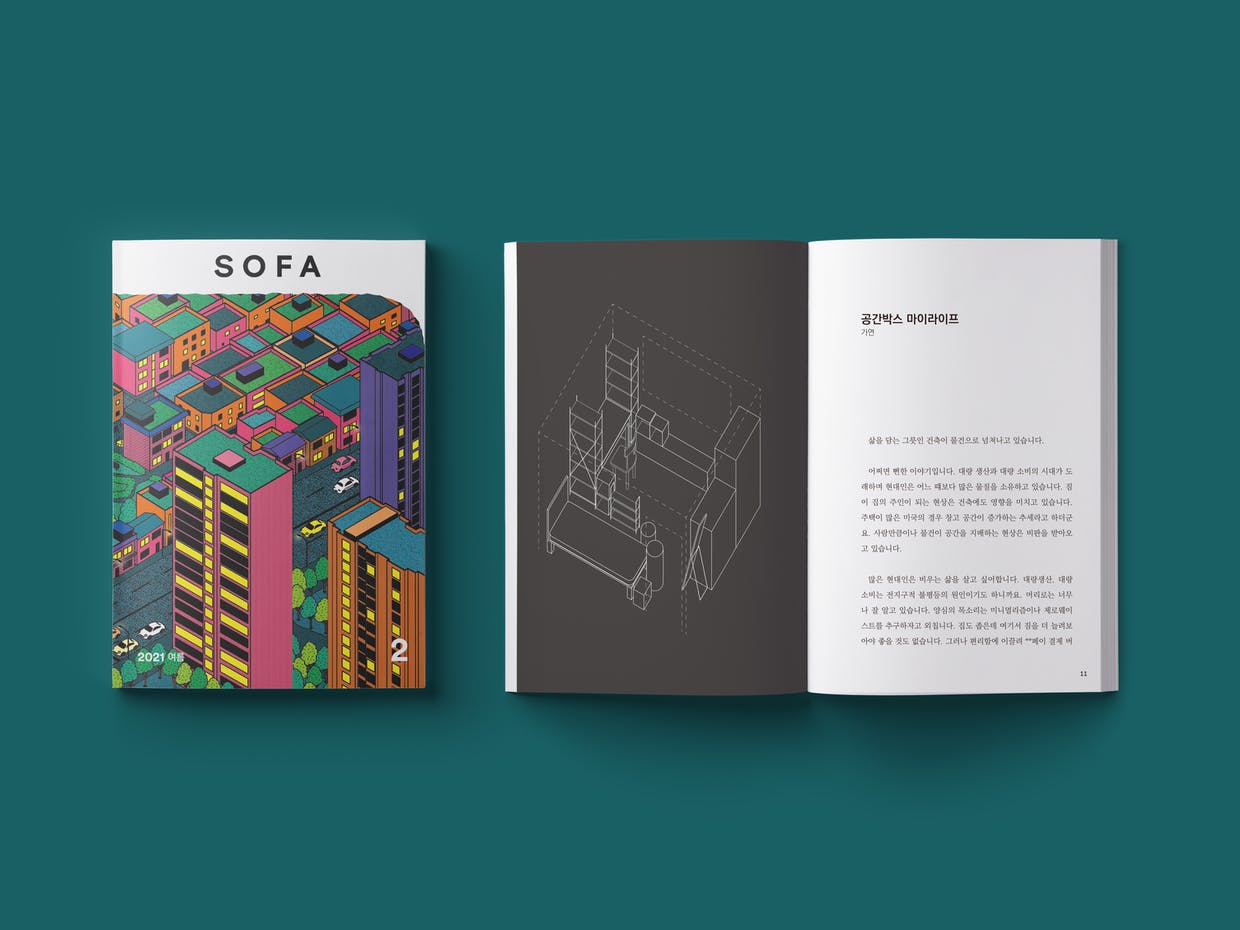 SOFA
2021 여름
2
공간박스 마이라이프
가연
삶을 담는 그릇인 건축이 물건으로 넘쳐나고 있습니다.
어쩌면 뻔한 이야기입니다. 대량 생산과 대량 소비의 시대가 도
래하며 현대인은 어느 때보다 많은 물질을 소유하고 있습니다. 짐
이 집의 주인이 되는 현상은 건축에도 영향을 미치고 있습니다.
주택이 많은 미국의 경우 창고 공간이 증가하는 추세라고 하더군
요. 사람만큼이나 물건이 공간을 지배하는 현상은 비판을 받아오
고 있습니다.
많은 현대인은 비우는 삶을 살고 싶어합니다. 대량생산, 대량
소비는 전지구적 불평등의 원인이기도 하니까요. 머리로는 너무
나 잘 알고 있습니다. 양심의 목소리는 미니멀리즘이나 제로웨이
스트를 추구하자고 외칩니다. 집도 좁은데 여기서 짐을 더 늘려보
아야 좋을 것도 없습니다. 그러나 편리함에 이끌려 **페이 결제 버
11